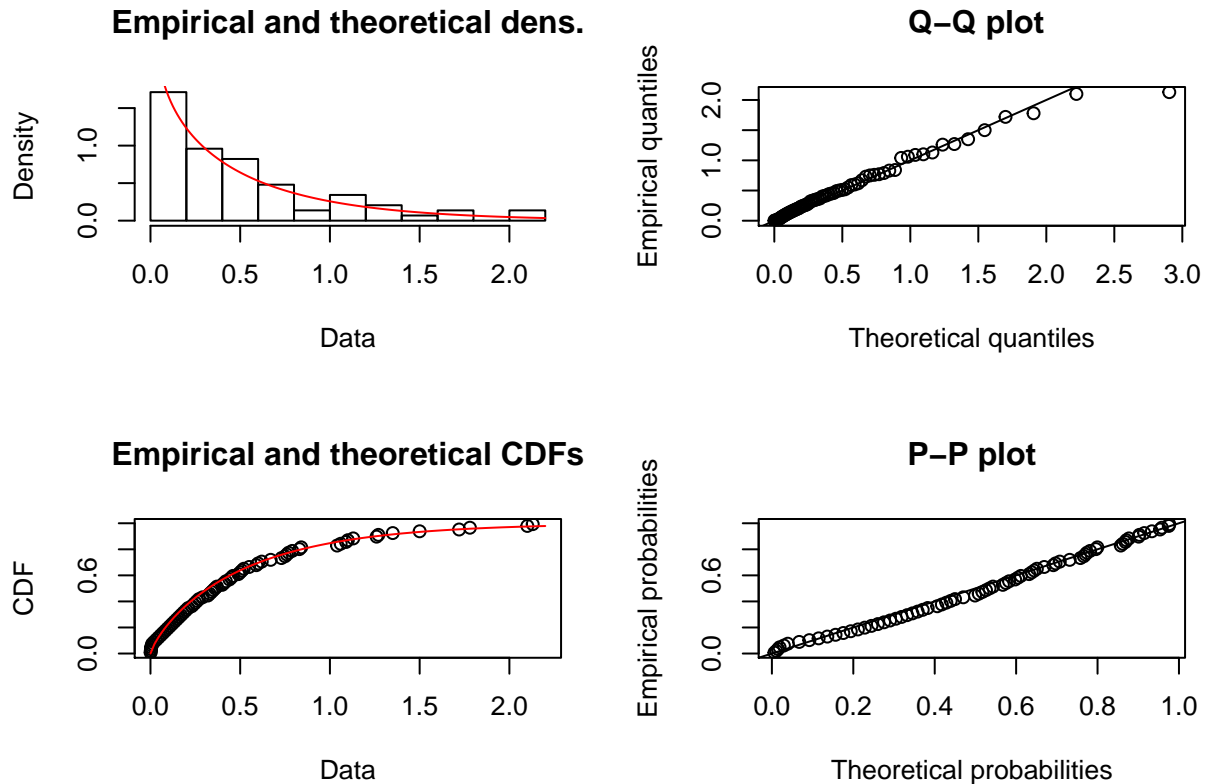 Empirical and theoretical dens.
Density
0.0 1.0
0.0 0.5 1.0 1.5 2.0
Data
Q−Q plot
Empirical quantiles
0.0 1.0 2.0
0.0 0.5 1.0 1.5 2.0 2.5 3.0
Theoretical quantiles
Empirical and theoretical CDFs
CDF
0.0 0.6
0.0 0.5 1.0 1.5 2.0
Data
P−P plot
Empirical probabilities
0.0 0.6
0.0 0.2 0.4 0.6 0.8 1.0
Theoretical probabilities